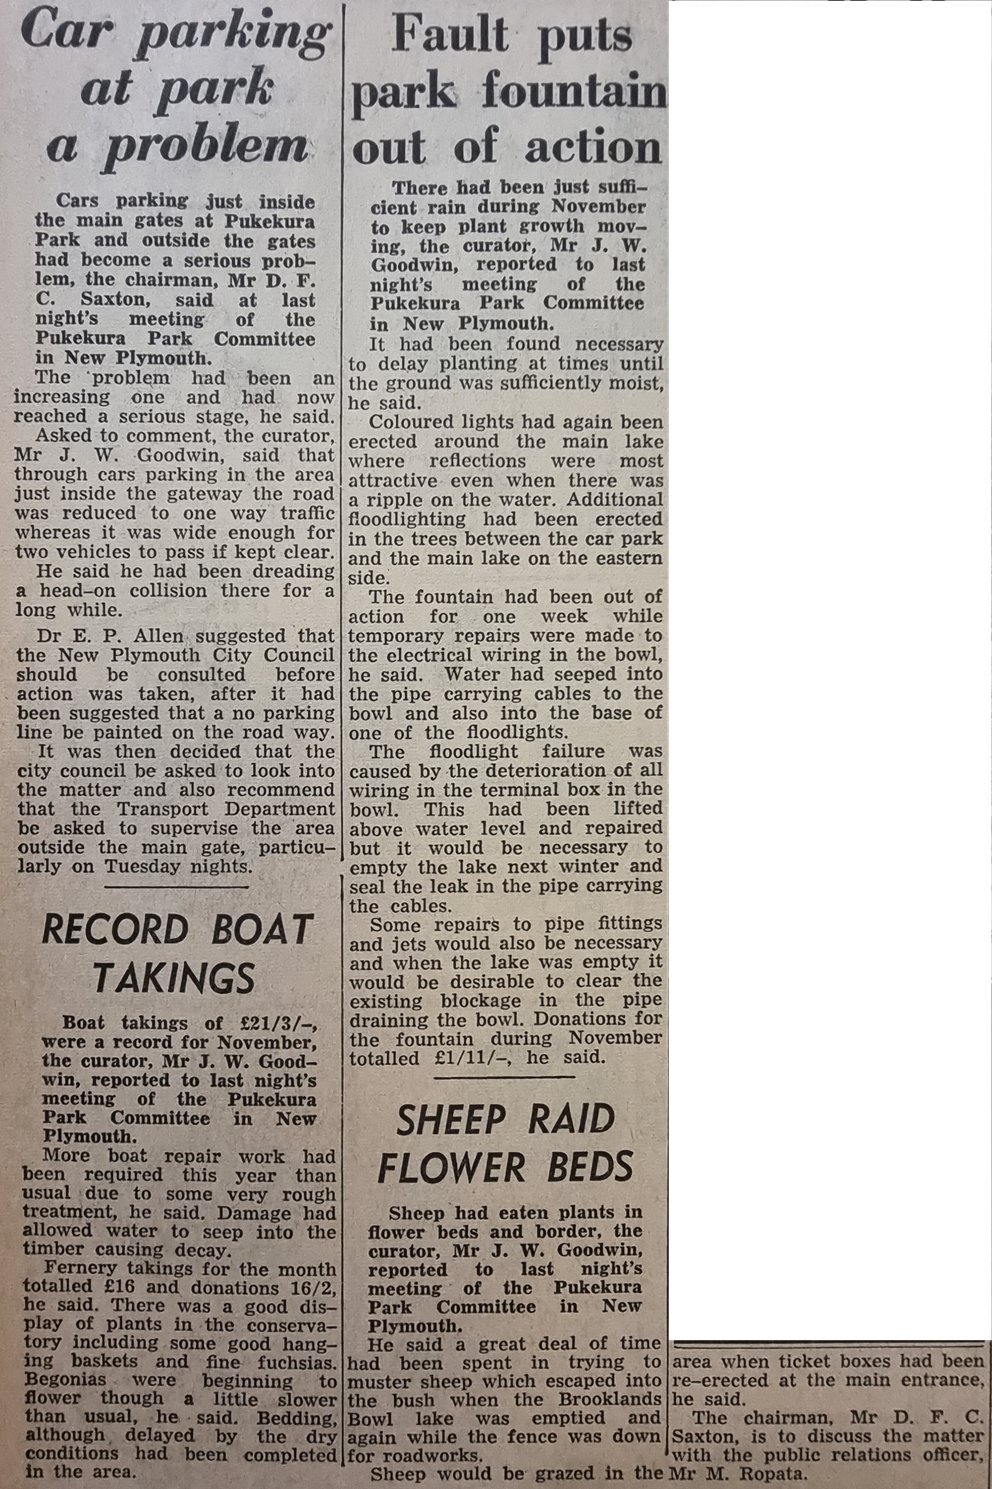 Car parking
at park
a problem
Cars parking just inside
the main gates at Pukekura
Park and outside the gates
had become a serious prob-
lem, the chairman, Mr D. F.
C. Saxton, said at last
night's meeting of the
Pukekura Park Committee
in New Plymouth.
The problem had been an
increasing one and had now
reached a serious stage, he said.
Asked to comment, the curator,
Mr J. W. Goodwin, said that
through cars parking in the area
just inside the gateway the road
was reduced to one way traffic
whereas it was wide enough for
two vehicles to pass if kept clear.
He said he had been dreading
a head-on collision there for a
long while.
Dr E. P. Allen suggested that
the New Plymouth City Council
should be consulted before
action was taken, after it had
been suggested that a no parking
line be painted on the road way.
It was then decided that the
city council be asked to look into
the matter and also recommend
that the Transport Department
be asked to supervise the area
outside the main gate, particu-
larly on Tuesday nights.
RECORD BOAT
TAKINGS
Boat takings of £21/3/-,
were a record for November,
the curator, Mr J. W. Good-
win, reported to last night's
meeting of the Pukekura
Park Committee in New
Plymouth.
More boat repair work had
been required this year than
usual due to some very rough
treatment, he said. Damage had
allowed water to seep into the
timber causing decay.
Fernery takings for the month
totalled £16 and donations 16/2,
he said. There was a good dis-
play of plants in the conserva-
tory including some good hang-
ing baskets and fine fuchsias.
Begonias were beginning to
flower though a little slower
than usual, he said. Bedding,
although delayed by the dry
conditions had been completed
in the area.
Fault puts
park fountain
out of action
There had been just suffi-
cient rain during November
to keep plant growth mov-
ing, the curator, Mr J. W.
Goodwin, reported to last
night's meeting of the
Pukekura Park Committee
in New Plymouth.
It had been found necessary
to delay planting at times until
the ground was sufficiently moist,
he said.
Coloured lights had again been
erected around the main lake
where reflections were most
attractive even when there was
a ripple on the water. Additional
floodlighting had been erected
in the trees between the car park
and the main lake on the eastern
side.
The fountain had been out of
action for one week while
temporary repairs were made to
the electrical wiring in the bowl,
he said. Water had seeped into
the pipe carrying cables to the
bowl and also into the base of
one of the floodlights.
The floodlight failure was
caused by the deterioration of all
wiring in the terminal box in the
bowl. This had been lifted
above water level and repaired
but it would be necessary to
empty the lake next winter and
seal the leak in the pipe carrying
the cables.
Some repairs to pipe fittings
and jets would also be necessary
and when the lake was empty it
would be desirable to clear the
existing blockage in the pipe
draining the bowl. Donations for
the fountain during November
totalled £1/11/-, he said.
SHEEP RAID
FLOWER BEDS
Sheep had eaten plants in
flower beds and border, the
curator, Mr J. W. Goodwin,
reported to last night's
meeting of the Pukekura
Park Committee in New
Plymouth.
He said a great deal of time
had been spent in trying to
muster sheep which escaped into
the bush when the Brooklands
Bowl lake was emptied and
again while the fence was down
for roadworks.
Sheep would be grazed in the
area when ticket boxes had been
re-erected at the main entrance,
he said.
The chairman, Mr D. F. C.
Saxton, is to discuss the matter
with the public relations officer,
Mr M. Ropata.